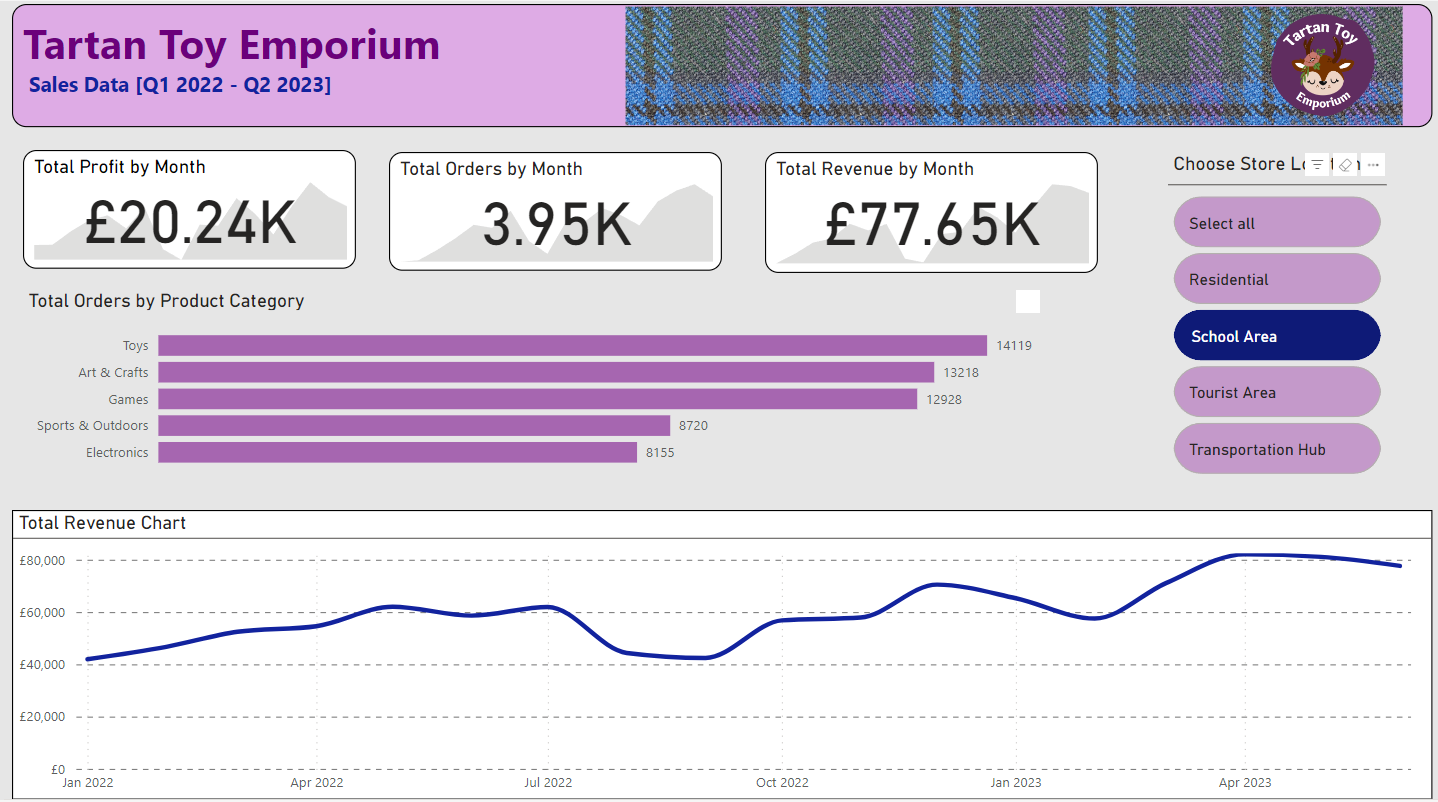 Tartan Toy Emporium
Sales Data [Q1 2022 - Q2 2023]
Tartan Toy
Emporium
Total Profit by Month
£20.24K
Total Orders by Month
3.95K
Total Revenue by Month
£77.65K
Choose Store
Select all
Residential
School Area
Tourist Area
Transportation Hub
Total Orders by Product Category
Toys 14119
Art & Crafts 13218
Games 12928
Sports & Outdoors 8720
Electronics 8155
Total Revenue Chart
£80,000
£60,000
£40,000
£20,000
£0
Jan 2022 Apr 2022 Jul 2022 Oct 2022 Jan 2023 Apr 2023